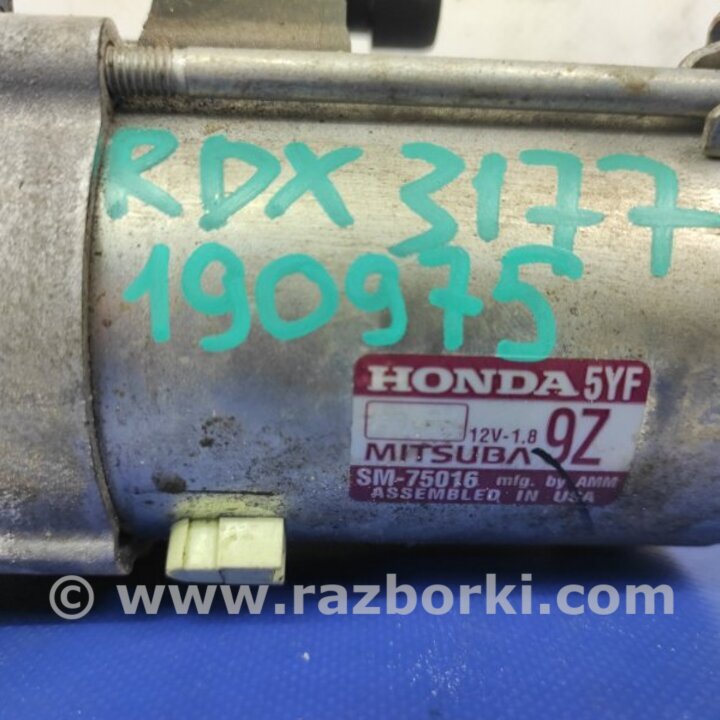 RDX 3177
190975
HONDA 5YF
12V-1.8 9Z
MITSUBA
SM-75016 mfg. by AMM
ASSEMBLED IN USA
© www.razborki.com